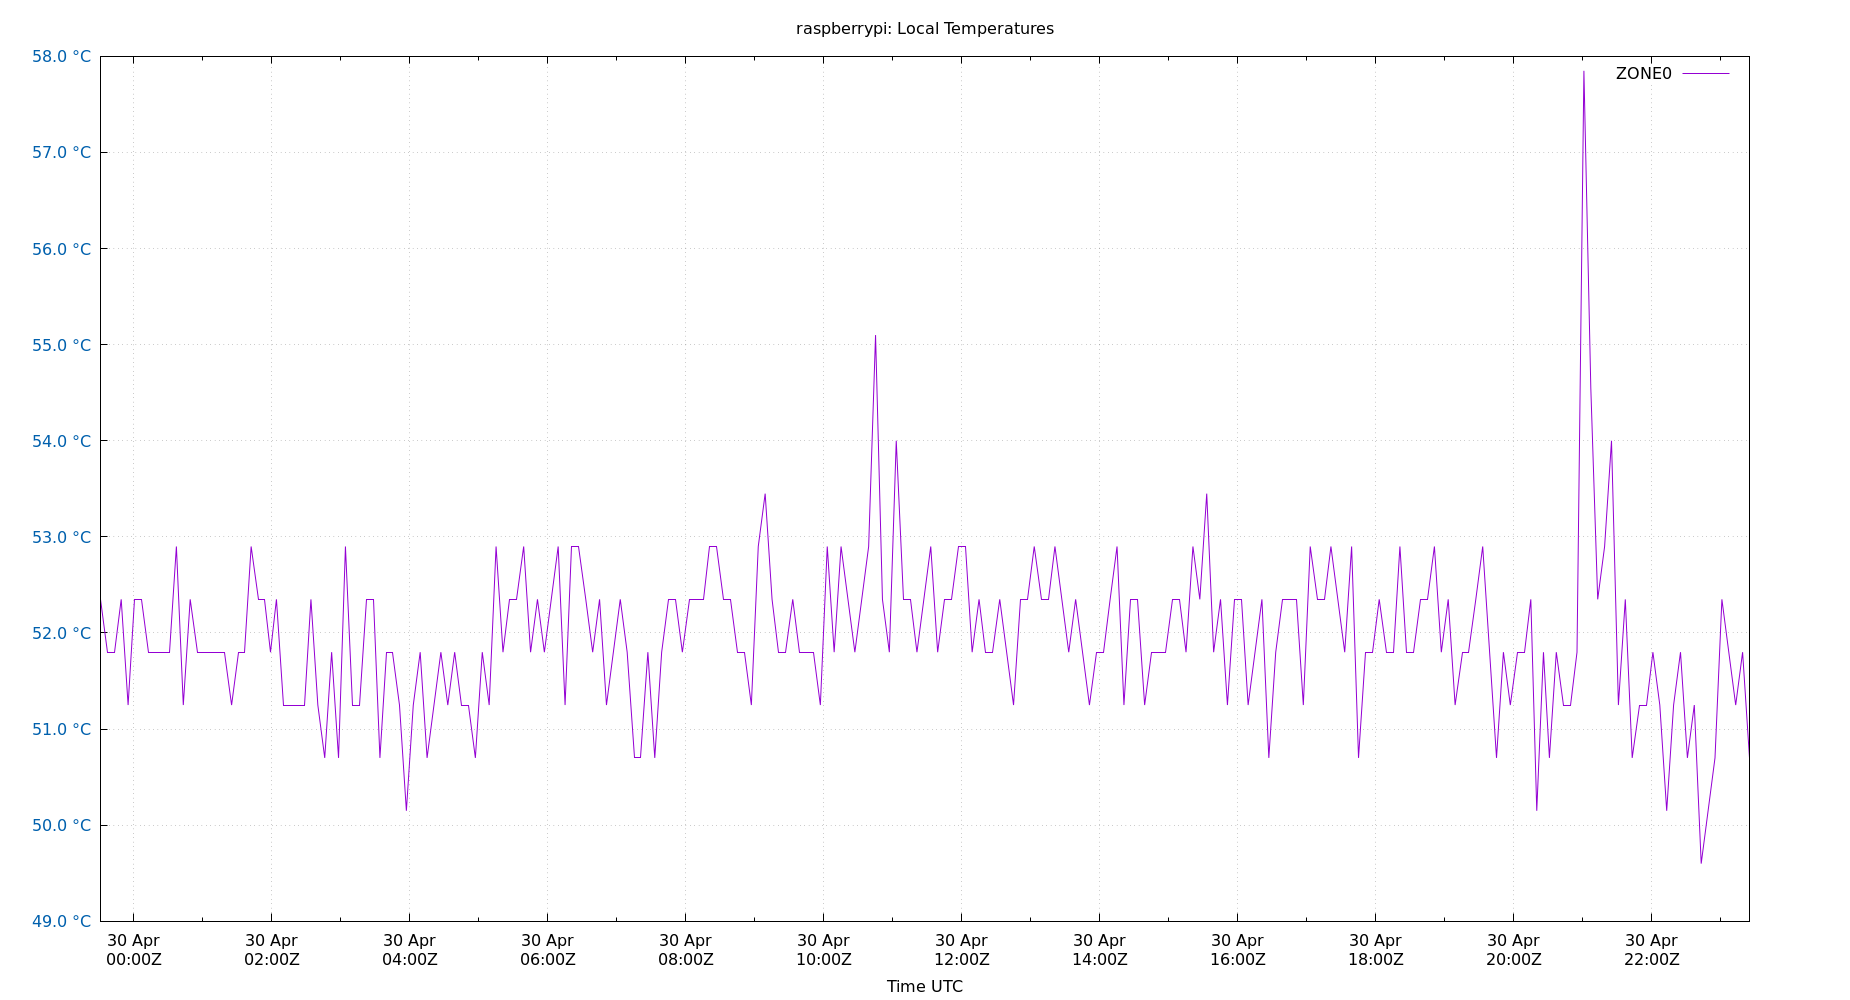 raspberrypi: Local Temperatures
58.0 °C
ZONE0
57.0 °C
56.0 °C
55.0 °C
54.0 °C
53.0 °C
52.0 °C
51.0 °C
50.0 °C
49.0 °C
30 Apr 30 Apr 30 Apr 30 Apr 30 Apr 30 Apr 30 Apr 30 Apr 30 Apr 30 Apr 30 Apr 30 Apr
00:00Z 02:00Z 04:00Z 06:00Z 08:00Z 10:00Z 12:00Z 14:00Z 16:00Z 18:00Z 20:00Z 22:00Z
Time UTC